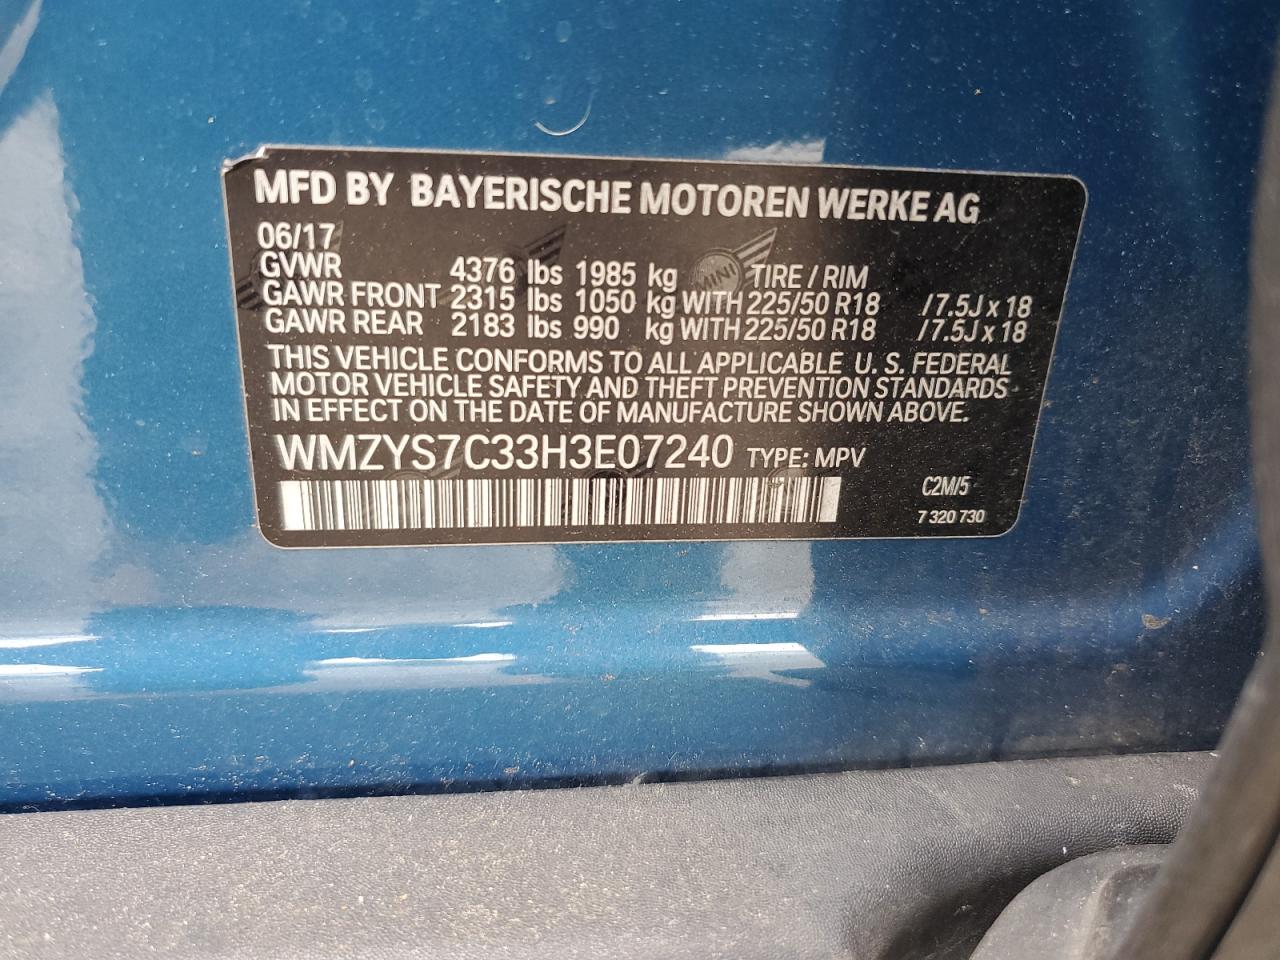 MFD BY BAYERISCHE MOTOREN WERKE AG
06/17
GVWR 4376 lbs 1985 kg TIRE / RIM
GAWR FRONT 2315 lbs 1050 kg WITH 225/50 R18 / 7.5J x 18
GAWR REAR 2183 lbs 990 kg WITH 225/50 R18 / 7.5J x 18
THIS VEHICLE CONFORMS TO ALL APPLICABLE U. S. FEDERAL
MOTOR VEHICLE SAFETY AND THEFT PREVENTION STANDARDS
IN EFFECT ON THE DATE OF MANUFACTURE SHOWN ABOVE.
WMZYS7C33H3E07240 TYPE: MPV
C2M/5
7 320 730
MINI